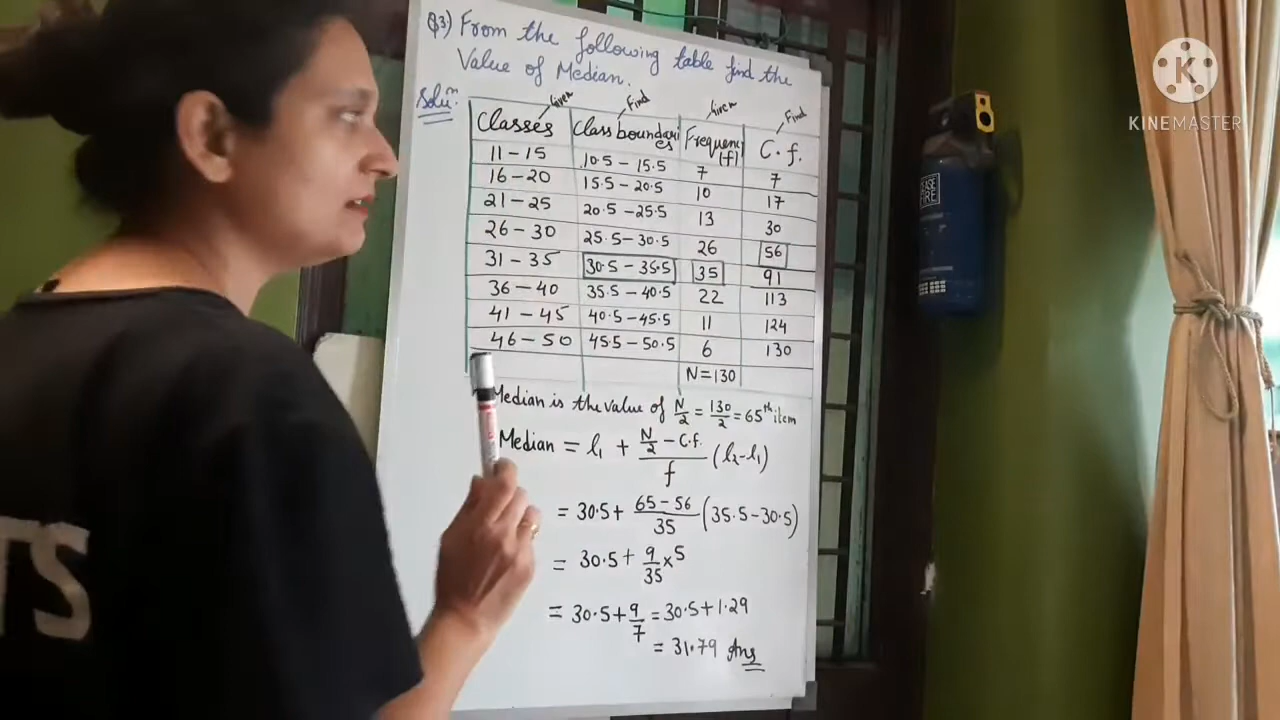 Q3) From the following table find the
Value of Median.
Solun.
Given Find Given Find
Classes Class boundaries Frequency (f) C.f.
11-15 10.5-15.5 7 7
16-20 15.5-20.5 10 17
21-25 20.5-25.5 13 30
26-30 25.5-30.5 26 56
31-35 30.5-35.5 35 91
36-40 35.5-40.5 22 113
41-45 40.5-45.5 11 124
46-50 45.5-50.5 6 130
N=130
Median is the value of N/2 = 130/2 = 65th item
Median = l₁ + (N/2 - C.f.)/f (l₂-l₁)
= 30.5 + (65-56)/35 (35.5-30.5)
= 30.5 + 9/35 × 5
= 30.5 + 9/7 = 30.5 + 1.29
= 31.79 Ans
TS
K
KINEMASTER
FIRE